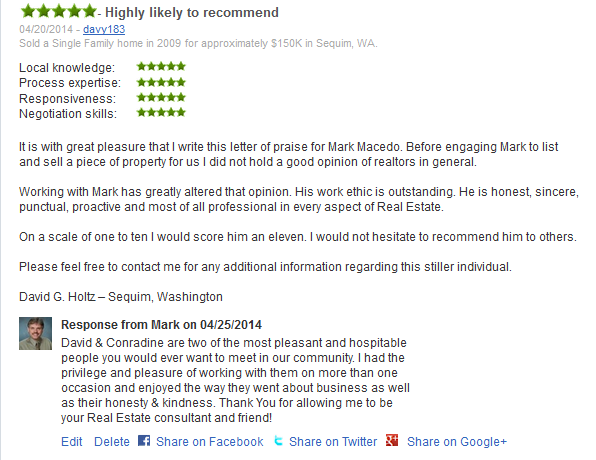 - Highly likely to recommend
04/20/2014 - davy183
Sold a Single Family home in 2009 for approximately $150K in Sequim, WA.
Local knowledge:
Process expertise:
Responsiveness:
Negotiation skills:
It is with great pleasure that I write this letter of praise for Mark Macedo. Before engaging Mark to list
and sell a piece of property for us I did not hold a good opinion of realtors in general.
Working with Mark has greatly altered that opinion. His work ethic is outstanding. He is honest, sincere,
punctual, proactive and most of all professional in every aspect of Real Estate.
On a scale of one to ten I would score him an eleven. I would not hesitate to recommend him to others.
Please feel free to contact me for any additional information regarding this stiller individual.
David G. Holtz – Sequim, Washington
Response from Mark on 04/25/2014
David & Conradine are two of the most pleasant and hospitable
people you would ever want to meet in our community. I had the
privilege and pleasure of working with them on more than one
occasion and enjoyed the way they went about business as well
as their honesty & kindness. Thank You for allowing me to be
your Real Estate consultant and friend!
Edit Delete Share on Facebook Share on Twitter Share on Google+